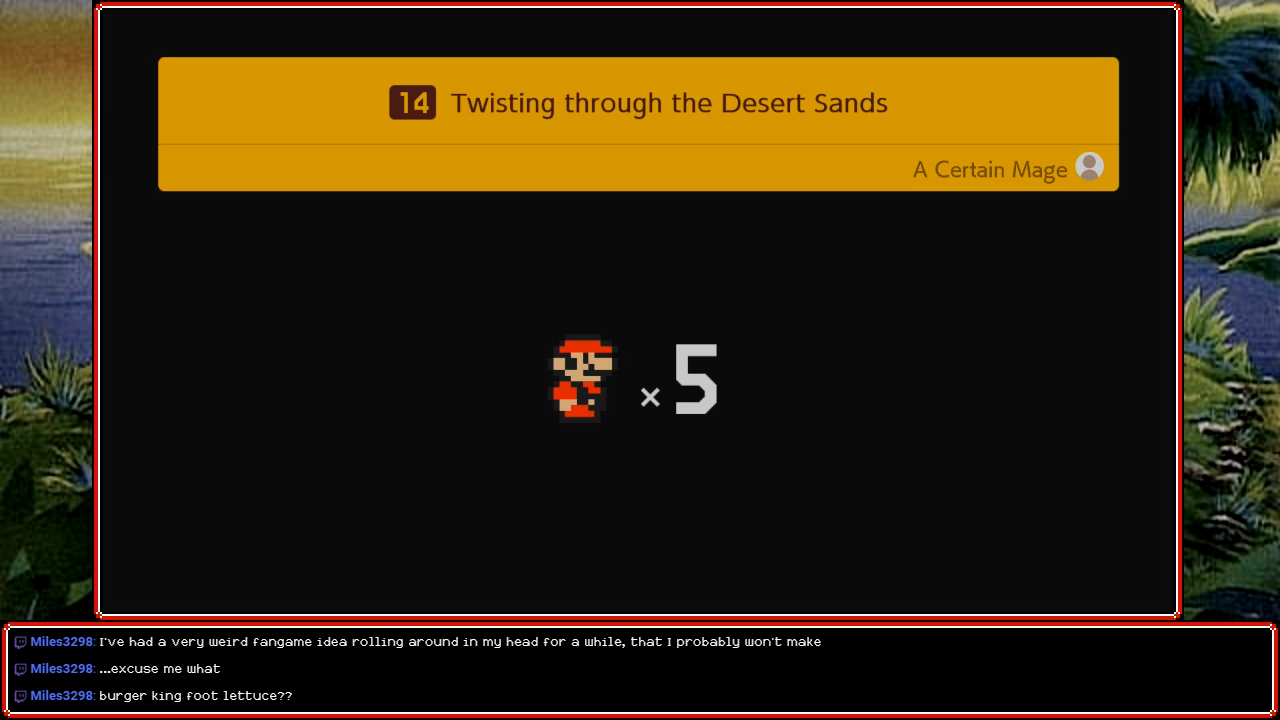 14 Twisting through the Desert Sands
A Certain Mage
× 5
Miles3298: I've had a very weird fangame idea rolling around in my head for a while, that I probably won't make
Miles3298: ...excuse me what
Miles3298: burger king foot lettuce??